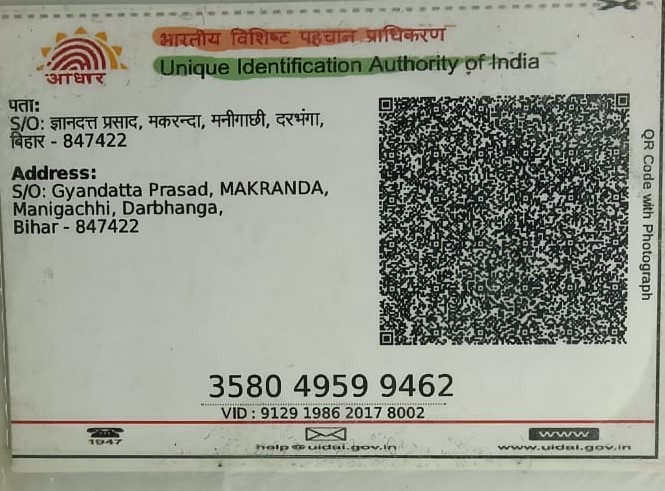 भारतीय विशिष्ट पहचान प्राधिकरण
Unique Identification Authority of India
आधार
पता:
S/O: ज्ञानदत्त प्रसाद, मकरन्दा, मनीगाछी, दरभंगा,
बिहार - 847422
Address:
S/O: Gyandatta Prasad, MAKRANDA,
Manigachhi, Darbhanga,
Bihar - 847422
QR Code with Photograph
3580 4959 9462
VID : 9129 1986 2017 8002
1947
help@uidai.gov.in
www
www.uidai.gov.in